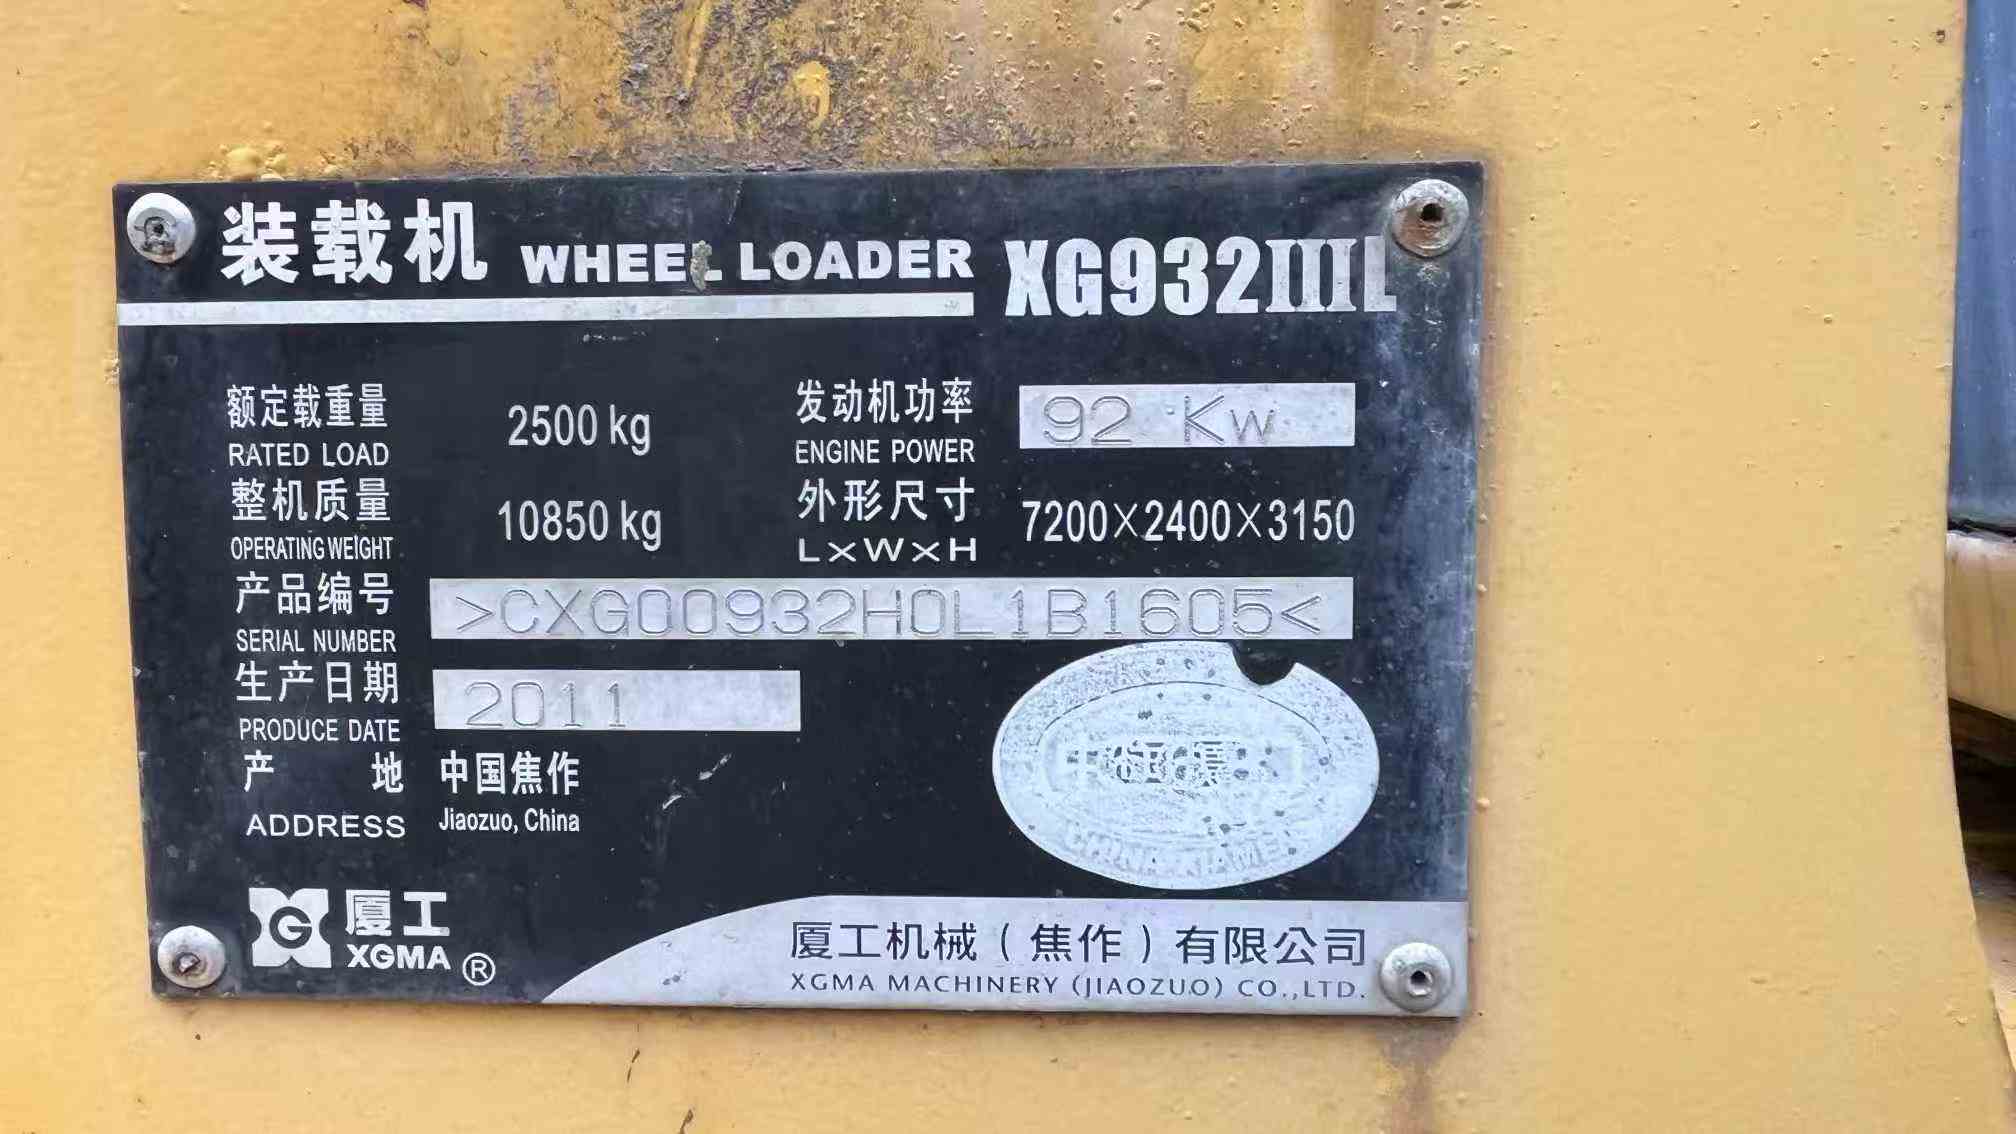 装载机 WHEEL LOADER XG932IIIL
额定载重量 2500 kg 发动机功率 92 Kw
RATED LOAD ENGINE POWER
整机质量 10850 kg 外形尺寸 7200×2400×3150
OPERATING WEIGHT L×W×H
产品编号 >CXG00932H0L1B1605<
SERIAL NUMBER
生产日期 2011
PRODUCE DATE
产 地 中国焦作
ADDRESS Jiaozuo, China
CHINA XIAMEN
厦工
XGMA ®
厦工机械（焦作）有限公司
XGMA MACHINERY (JIAOZUO) CO.,LTD.